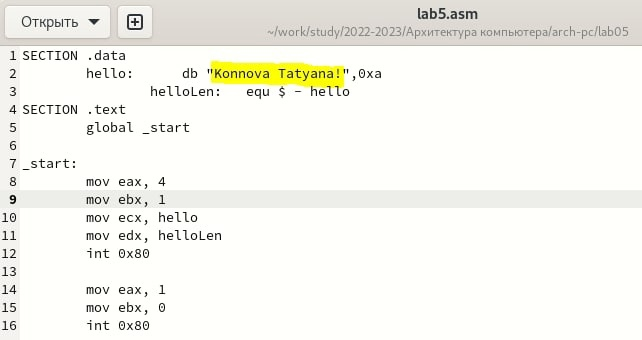 Открыть
lab5.asm
~/work/study/2022-2023/Архитектура компьютера/arch-pc/lab05
1 SECTION .data
2 hello: db "Konnova Tatyana!",0xa
3 helloLen: equ $ - hello
4 SECTION .text
5 global _start
6
7 _start:
8 mov eax, 4
9 mov ebx, 1
10 mov ecx, hello
11 mov edx, helloLen
12 int 0x80
13
14 mov eax, 1
15 mov ebx, 0
16 int 0x80